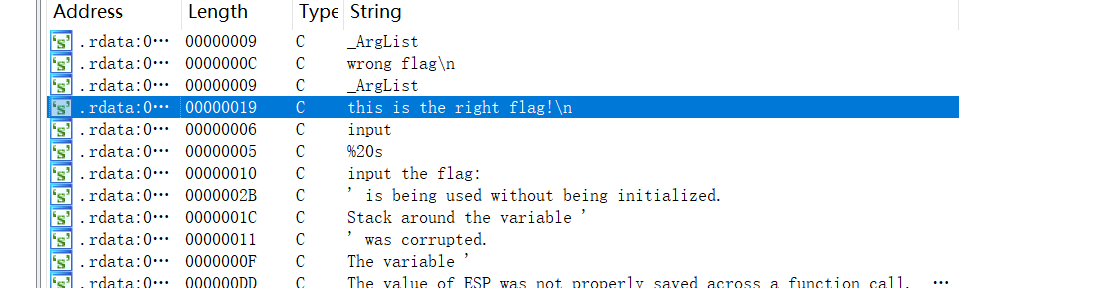 Address Length Type String
's' .rdata:0… 00000009 C _ArgList
's' .rdata:0… 0000000C C wrong flag\n
's' .rdata:0… 00000009 C _ArgList
's' .rdata:0… 00000019 C this is the right flag!\n
's' .rdata:0… 00000006 C input
's' .rdata:0… 00000005 C %20s
's' .rdata:0… 00000010 C input the flag:
's' .rdata:0… 0000002B C ' is being used without being initialized.
's' .rdata:0… 0000001C C Stack around the variable '
's' .rdata:0… 00000011 C ' was corrupted.
's' .rdata:0… 0000000F C The variable '
's' .rdata:0… 000000DD C The value of ESP was not properly saved across a function call. …